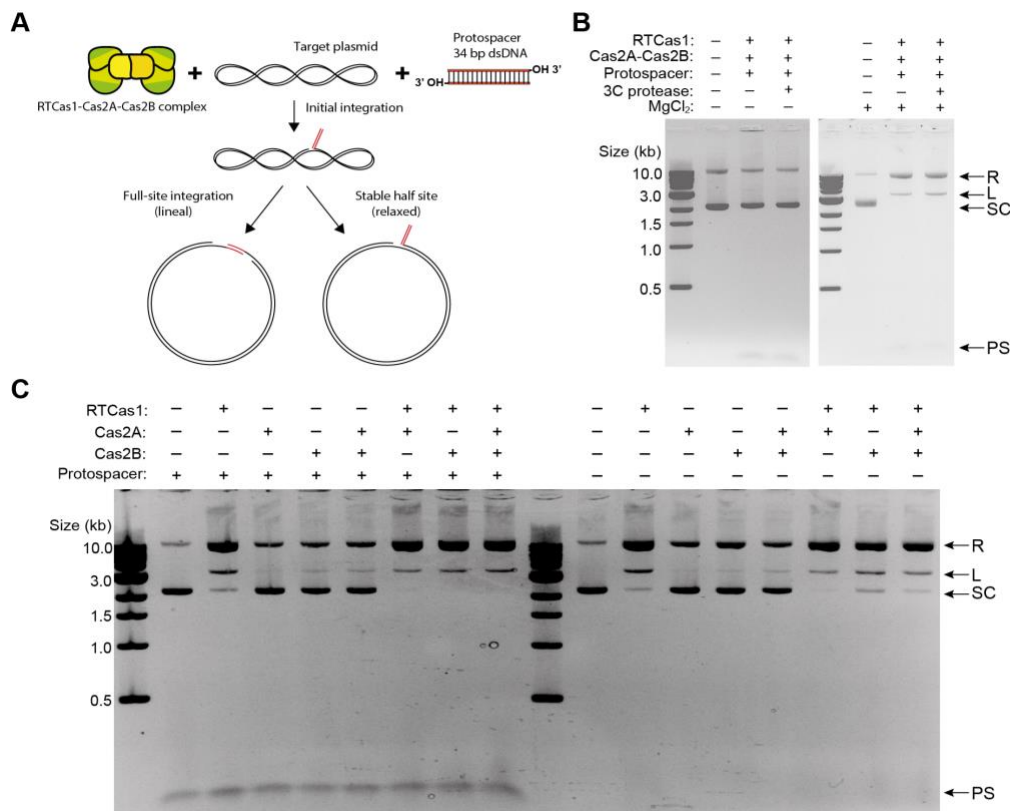 A
Target plasmid
Protospacer
34 bp dsDNA
+
+
3' OH
OH 3'
RTCas1-Cas2A-Cas2B complex
Initial integration
Full-site integration
(lineal)
Stable half site
(relaxed)
B
RTCas1: – + + – + +
Cas2A-Cas2B: – + + – + +
Protospacer: – + + – + +
3C protease: – – + – – +
MgCl2: – – – + + +
Size (kb)
10.0
3.0
1.5
1.0
0.5
R
L
SC
PS
C
RTCas1: – + – – – + + + – + – – – + + +
Cas2A: – – + – + + – + – – + – + + – +
Cas2B: – – – + + – + + – – – + + – + +
Protospacer: + + + + + + + + – – – – – – – –
Size (kb)
10.0
3.0
1.5
1.0
0.5
R
L
SC
PS